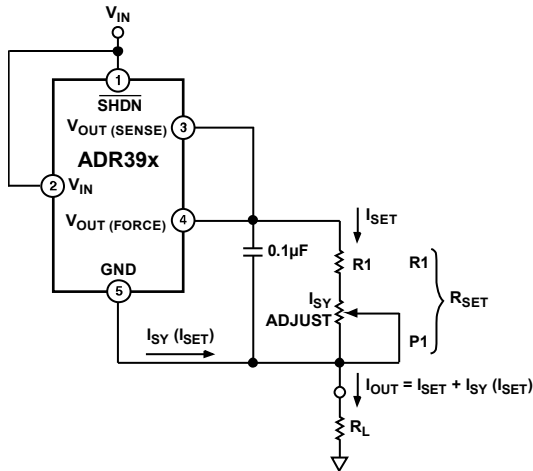 VIN
1
SHDN
VOUT (SENSE)
3
ADR39x
2
VIN
VOUT (FORCE)
4
ISET
0.1µF
R1
R1
GND
5
ISY
ADJUST
RSET
P1
ISY (ISET)
IOUT = ISET + ISY (ISET)
RL